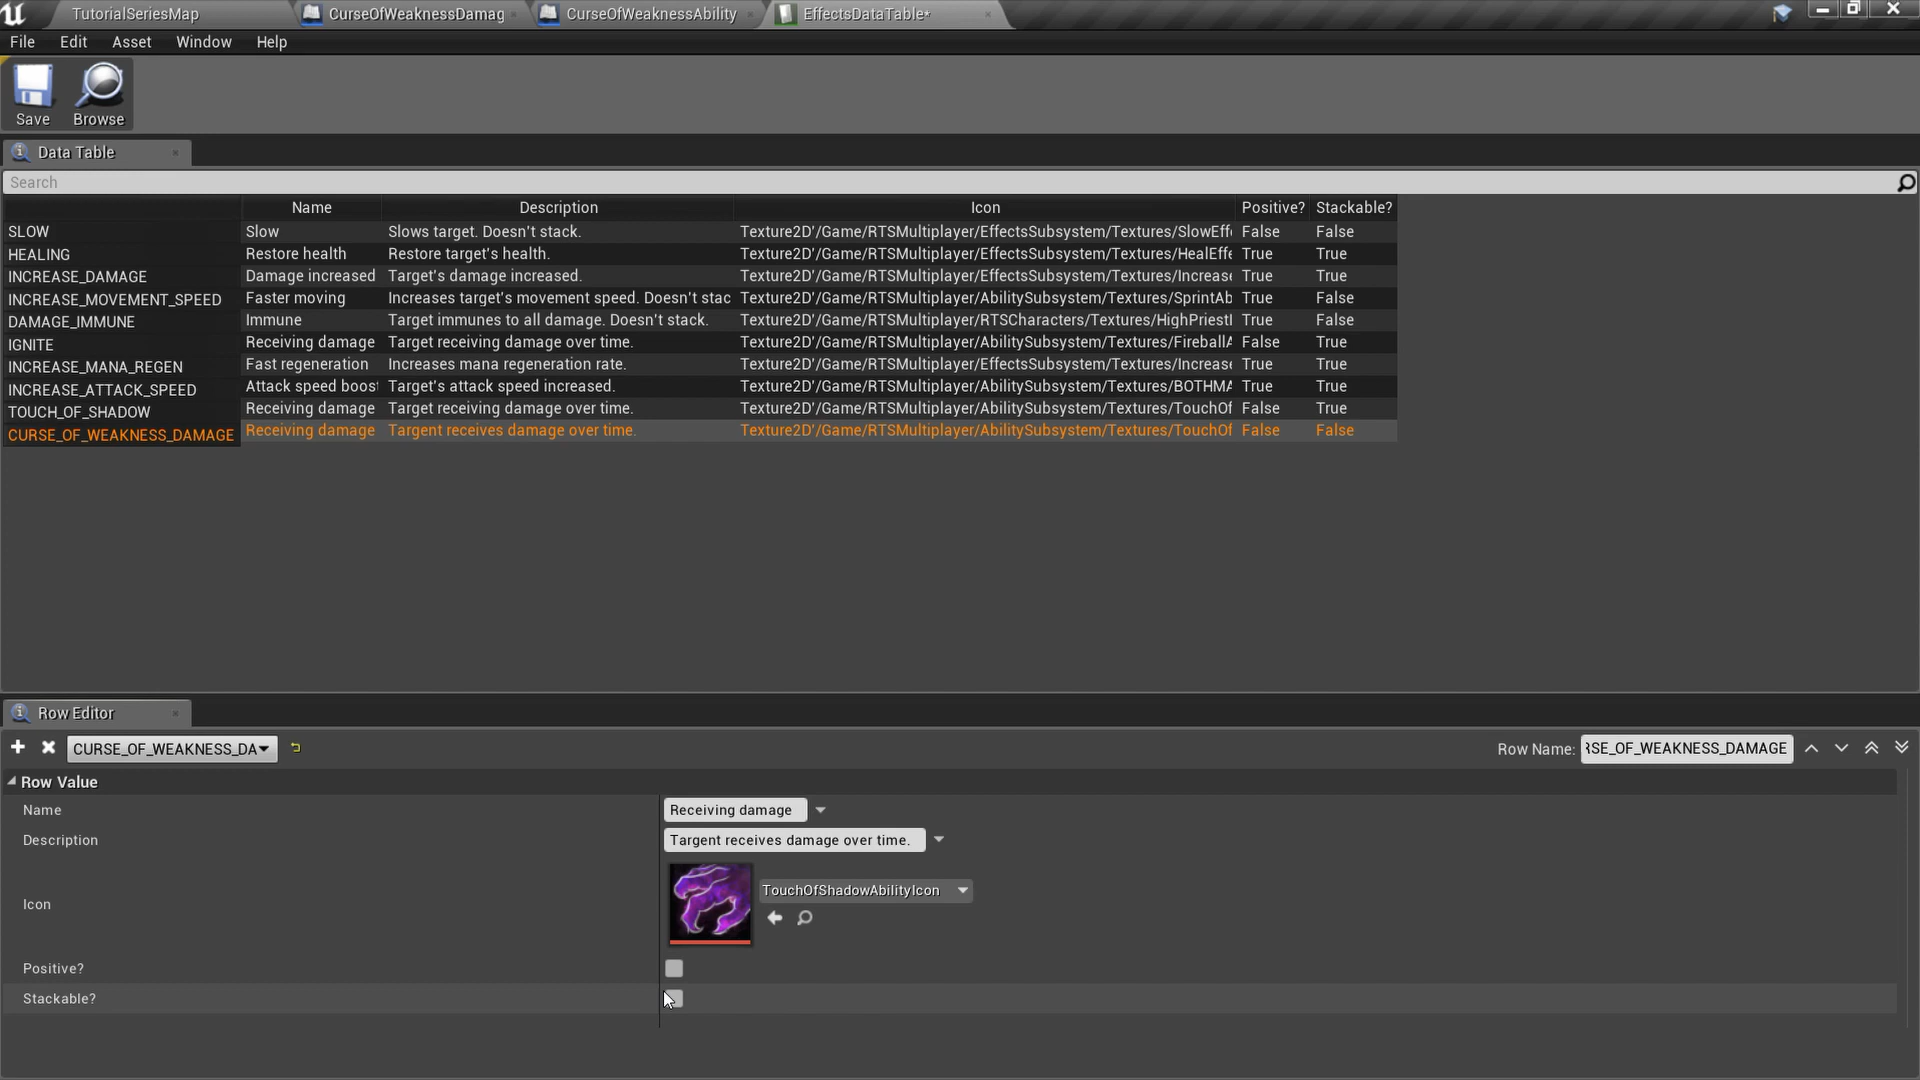 TutorialSeriesMap CurseOfWeaknessDamag CurseOfWeaknessAbility EffectsDataTable*
File Edit Asset Window Help
Save Browse
Data Table
Search
Name Description Icon Positive? Stackable?
SLOW Slow Slows target. Doesn't stack. Texture2D'/Game/RTSMultiplayer/EffectsSubsystem/Textures/SlowEffe False False
HEALING Restore health Restore target's health. Texture2D'/Game/RTSMultiplayer/EffectsSubsystem/Textures/HealEffe True True
INCREASE_DAMAGE Damage increased Target's damage increased. Texture2D'/Game/RTSMultiplayer/EffectsSubsystem/Textures/Increase True True
INCREASE_MOVEMENT_SPEED Faster moving Increases target's movement speed. Doesn't stac Texture2D'/Game/RTSMultiplayer/AbilitySubsystem/Textures/SprintAb True False
DAMAGE_IMMUNE Immune Target immunes to all damage. Doesn't stack. Texture2D'/Game/RTSMultiplayer/RTSCharacters/Textures/HighPriestI True False
IGNITE Receiving damage Target receiving damage over time. Texture2D'/Game/RTSMultiplayer/AbilitySubsystem/Textures/FireballA False True
INCREASE_MANA_REGEN Fast regeneration Increases mana regeneration rate. Texture2D'/Game/RTSMultiplayer/EffectsSubsystem/Textures/Increase True True
INCREASE_ATTACK_SPEED Attack speed boost Target's attack speed increased. Texture2D'/Game/RTSMultiplayer/AbilitySubsystem/Textures/BOTHMA True True
TOUCH_OF_SHADOW Receiving damage Target receiving damage over time. Texture2D'/Game/RTSMultiplayer/AbilitySubsystem/Textures/TouchOf False True
CURSE_OF_WEAKNESS_DAMAGE Receiving damage Targent receives damage over time. Texture2D'/Game/RTSMultiplayer/AbilitySubsystem/Textures/TouchOf False False
Row Editor
CURSE_OF_WEAKNESS_DA Row Name: RSE_OF_WEAKNESS_DAMAGE
Row Value
Name Receiving damage
Description Targent receives damage over time.
Icon TouchOfShadowAbilityIcon
Positive?
Stackable?